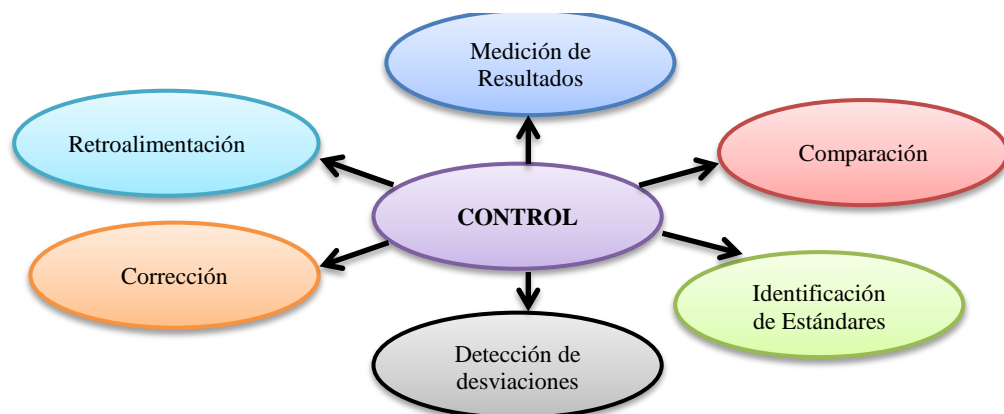 Medición de
Resultados
Retroalimentación
Comparación
CONTROL
Corrección
Identificación
de Estándares
Detección de
desviaciones